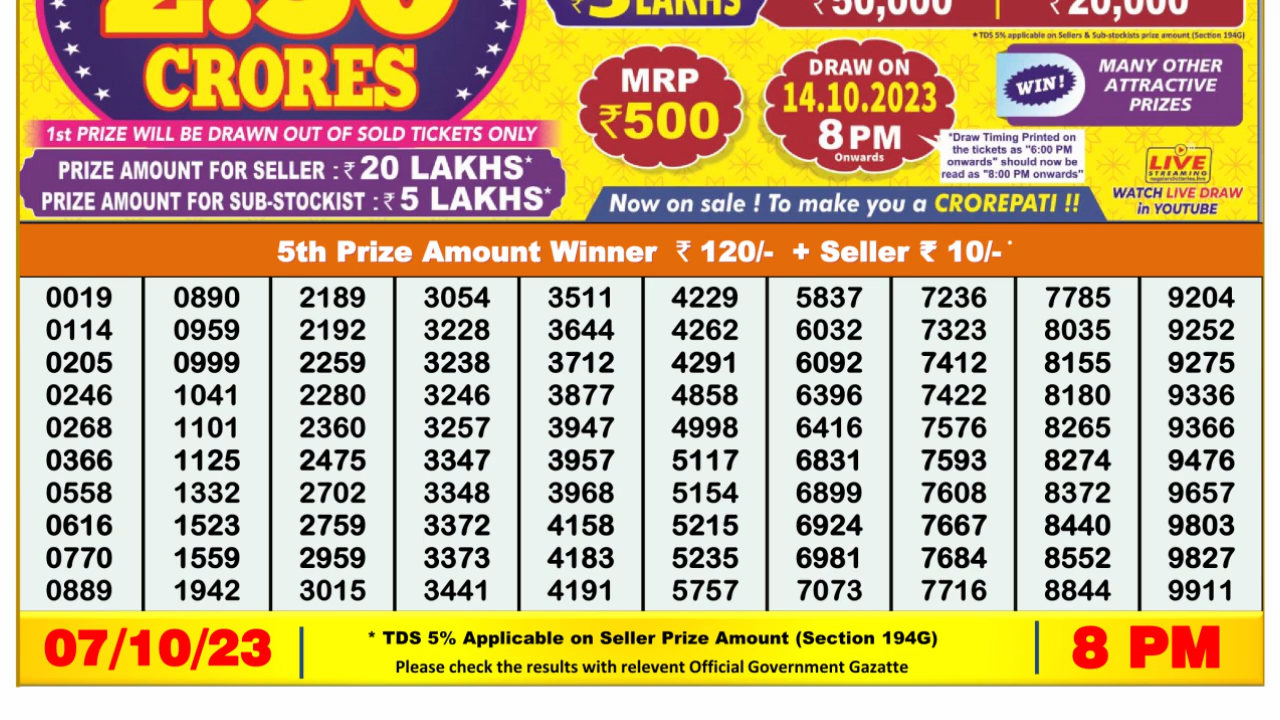 2.50
CRORES
1st PRIZE WILL BE DRAWN OUT OF SOLD TICKETS ONLY
PRIZE AMOUNT FOR SELLER : ₹ 20 LAKHS*
PRIZE AMOUNT FOR SUB-STOCKIST : ₹ 5 LAKHS*
₹ 5 LAKHS
₹ 50,000
₹ 20,000
* TDS 5% applicable on Sellers & Sub-stockists prize amount (Section 194G)
MRP
₹500
DRAW ON
14.10.2023
8 PM
Onwards
WIN!
MANY OTHER
ATTRACTIVE
PRIZES
*Draw Timing Printed on
the tickets as "6:00 PM
onwards" should now be
read as "8:00 PM onwards"
LIVE
STREAMING
WATCH LIVE DRAW
in YOUTUBE
Now on sale ! To make you a CROREPATI !!
5th Prize Amount Winner ₹ 120/- + Seller ₹ 10/- *
0019 0890 2189 3054 3511 4229 5837 7236 7785 9204
0114 0959 2192 3228 3644 4262 6032 7323 8035 9252
0205 0999 2259 3238 3712 4291 6092 7412 8155 9275
0246 1041 2280 3246 3877 4858 6396 7422 8180 9336
0268 1101 2360 3257 3947 4998 6416 7576 8265 9366
0366 1125 2475 3347 3957 5117 6831 7593 8274 9476
0558 1332 2702 3348 3968 5154 6899 7608 8372 9657
0616 1523 2759 3372 4158 5215 6924 7667 8440 9803
0770 1559 2959 3373 4183 5235 6981 7684 8552 9827
0889 1942 3015 3441 4191 5757 7073 7716 8844 9911
07/10/23
* TDS 5% Applicable on Seller Prize Amount (Section 194G)
Please check the results with relevent Official Government Gazatte
8 PM